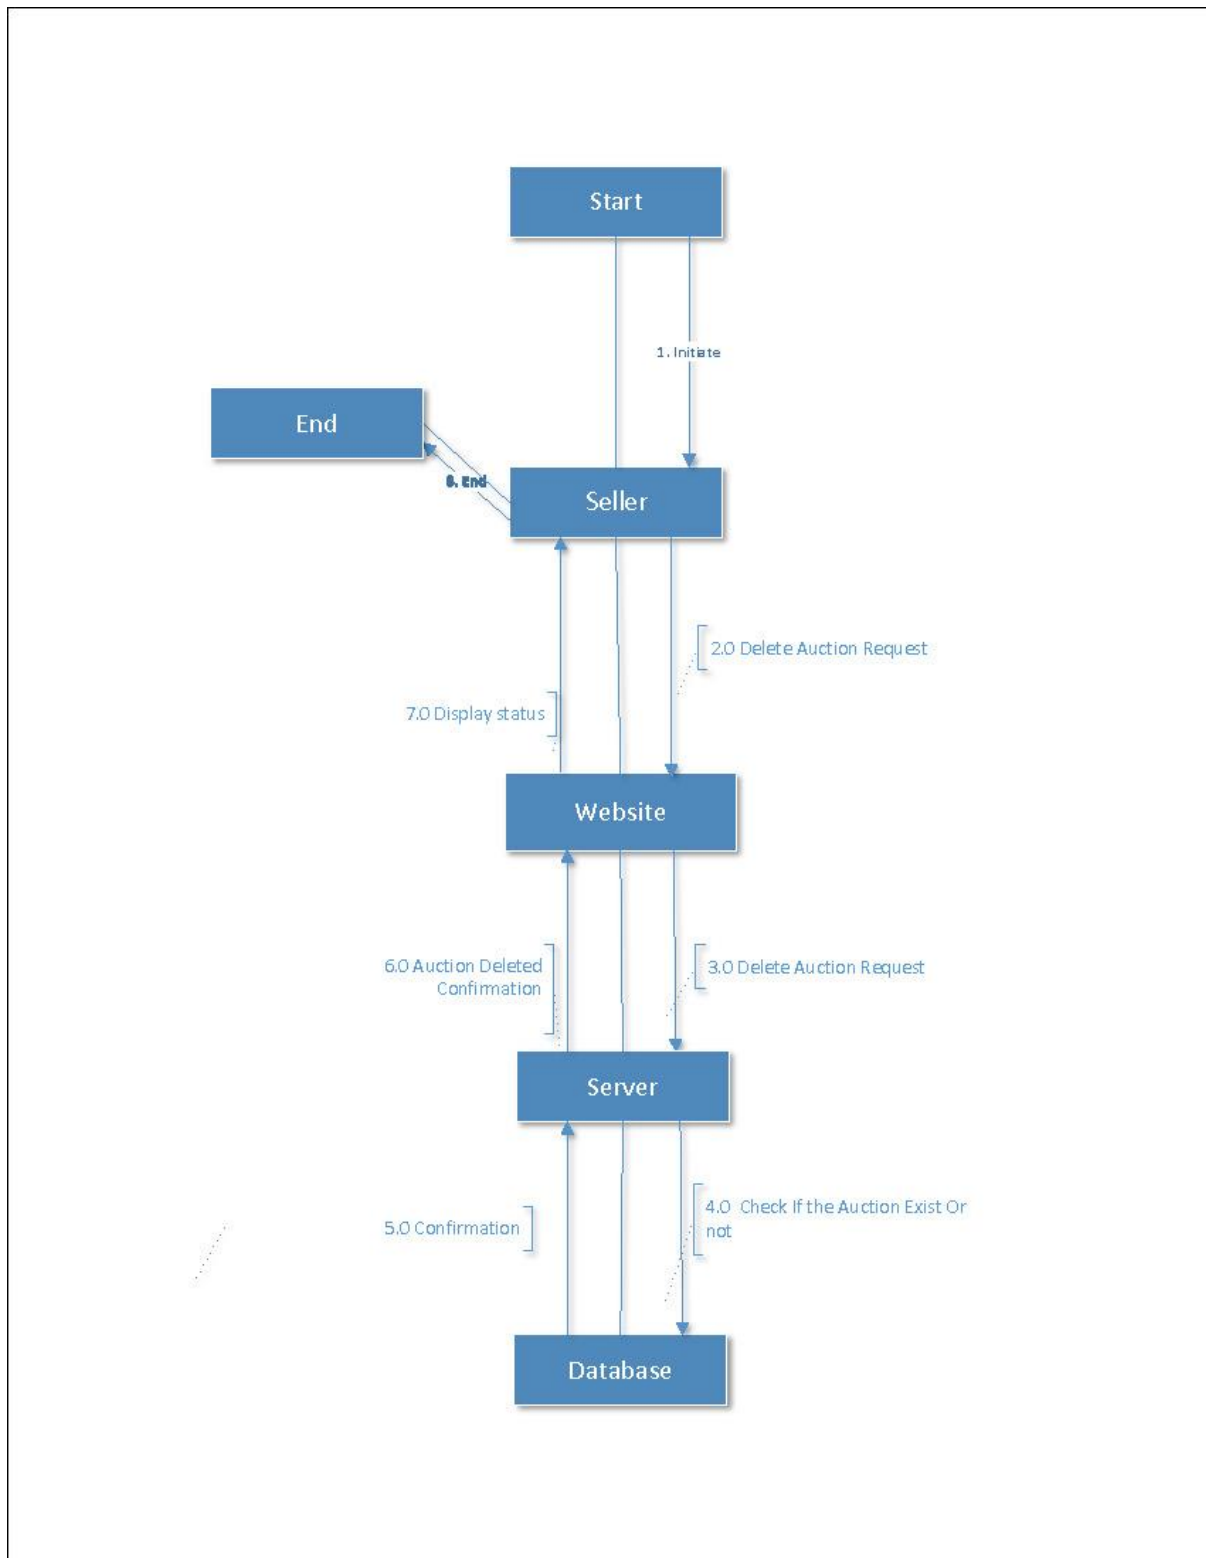 Start
1. Initiate
End
8. End
Seller
2.0 Delete Auction Request
7.0 Display status
Website
6.0 Auction Deleted
Confirmation
3.0 Delete Auction Request
Server
4.0 Check If the Auction Exist Or
not
5.0 Confirmation
Database